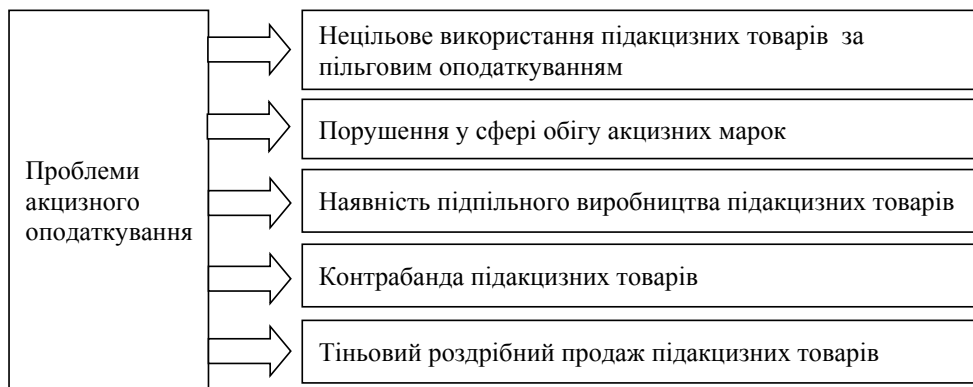 Проблеми
акцизного
оподаткування
Нецільове використання підакцизних товарів за
пільговим оподаткуванням
Порушення у сфері обігу акцизних марок
Наявність підпільного виробництва підакцизних товарів
Контрабанда підакцизних товарів
Тіньовий роздрібний продаж підакцизних товарів